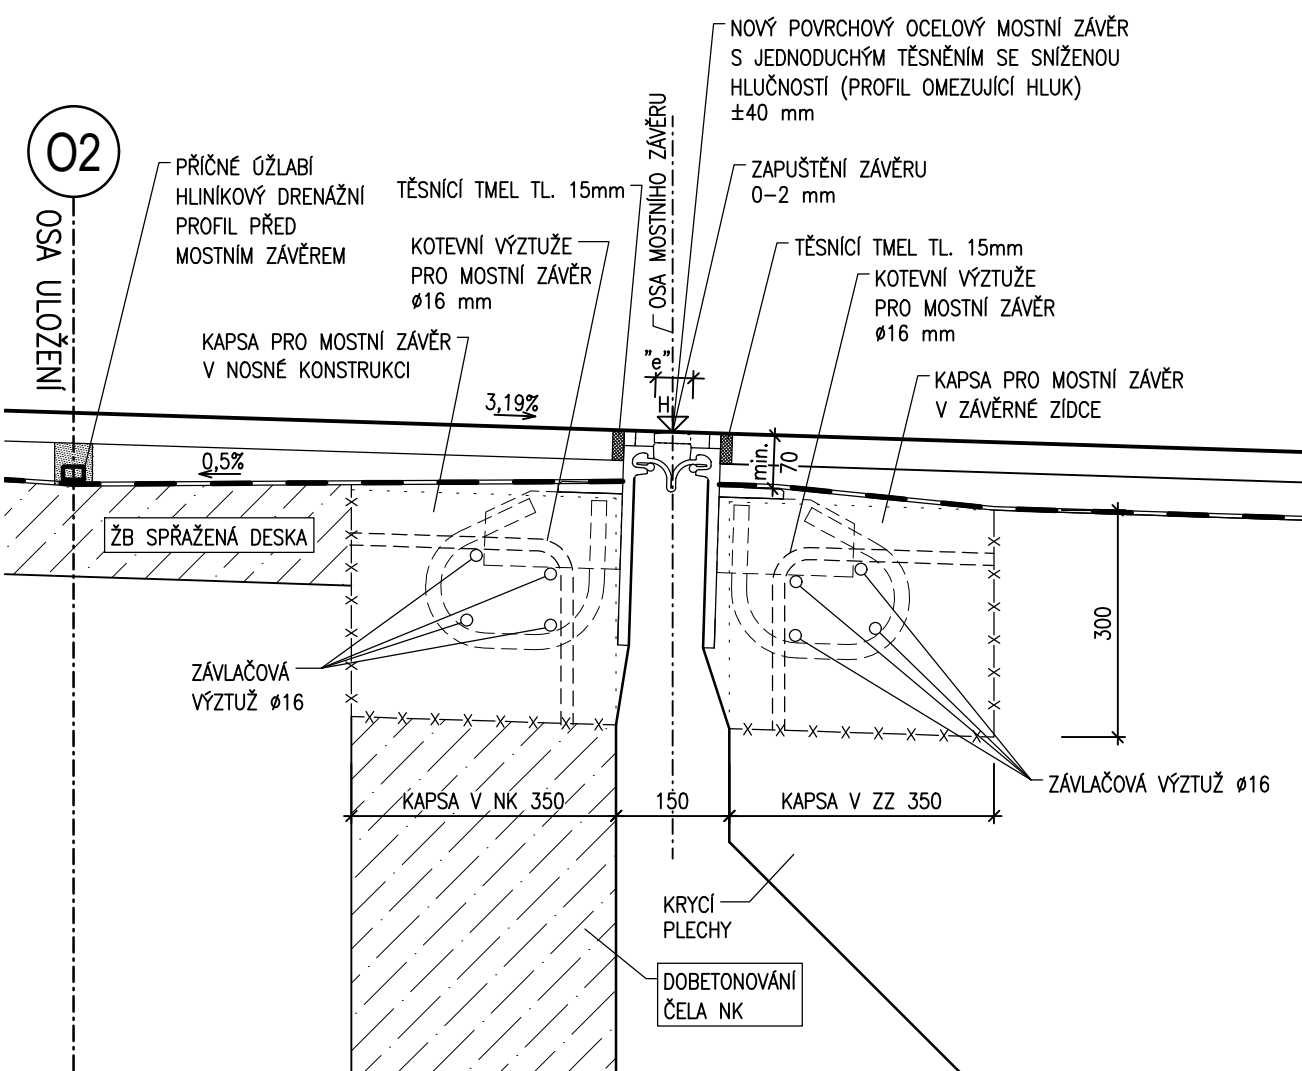 NOVÝ POVRCHOVÝ OCELOVÝ MOSTNÍ ZÁVĚR
S JEDNODUCHÝM TĚSNĚNÍM SE SNÍŽENOU
HLUČNOSTÍ (PROFIL OMEZUJÍCÍ HLUK)
±40 mm
O2
OSA ULOŽENÍ
PŘÍČNÉ ÚŽLABÍ
HLINÍKOVÝ DRENÁŽNÍ
PROFIL PŘED
MOSTNÍM ZÁVĚREM
TĚSNÍCÍ TMEL TL. 15mm
OSA MOSTNÍHO ZÁVĚRU
ZAPUŠTĚNÍ ZÁVĚRU
0-2 mm
KOTEVNÍ VÝZTUŽE
PRO MOSTNÍ ZÁVĚR
ø16 mm
TĚSNÍCÍ TMEL TL. 15mm
KOTEVNÍ VÝZTUŽE
PRO MOSTNÍ ZÁVĚR
ø16 mm
KAPSA PRO MOSTNÍ ZÁVĚR
V NOSNÉ KONSTRUKCI
"e"
KAPSA PRO MOSTNÍ ZÁVĚR
V ZÁVĚRNÉ ZÍDCE
3,19%
H
0,5%
min.
70
ŽB SPŘAŽENÁ DESKA
300
ZÁVLAČOVÁ
VÝZTUŽ ø16
ZÁVLAČOVÁ VÝZTUŽ ø16
KAPSA V NK 350
150
KAPSA V ZZ 350
KRYCÍ
PLECHY
DOBETONOVÁNÍ
ČELA NK